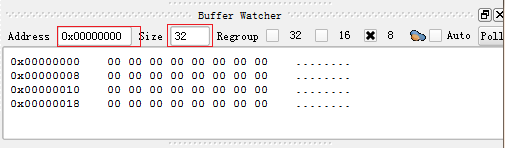 Buffer Watcher
Address 0x00000000 Size 32 Regroup 32 16 8 Auto Poll
0x00000000 00 00 00 00 00 00 00 00 ........
0x00000008 00 00 00 00 00 00 00 00 ........
0x00000010 00 00 00 00 00 00 00 00 ........
0x00000018 00 00 00 00 00 00 00 00 ........